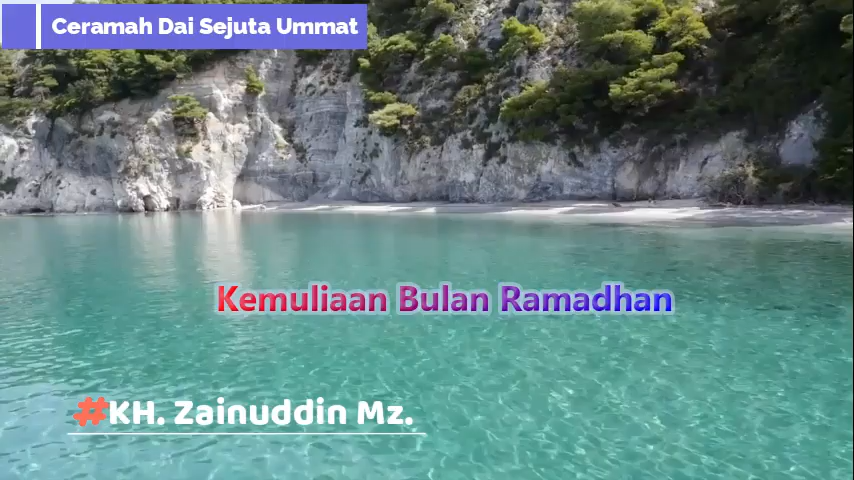 Ceramah Dai Sejuta Ummat
Kemuliaan Bulan Ramadhan
#KH. Zainuddin Mz.